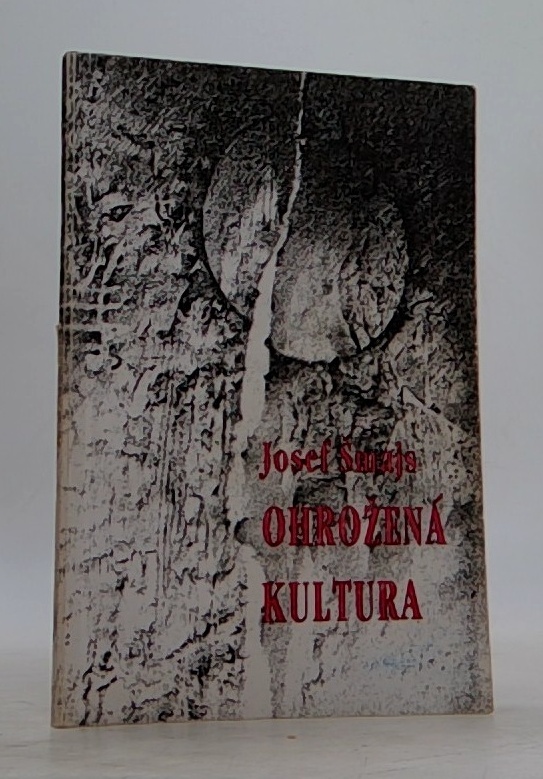 Josef Šmajs
OHROŽENÁ
KULTURA